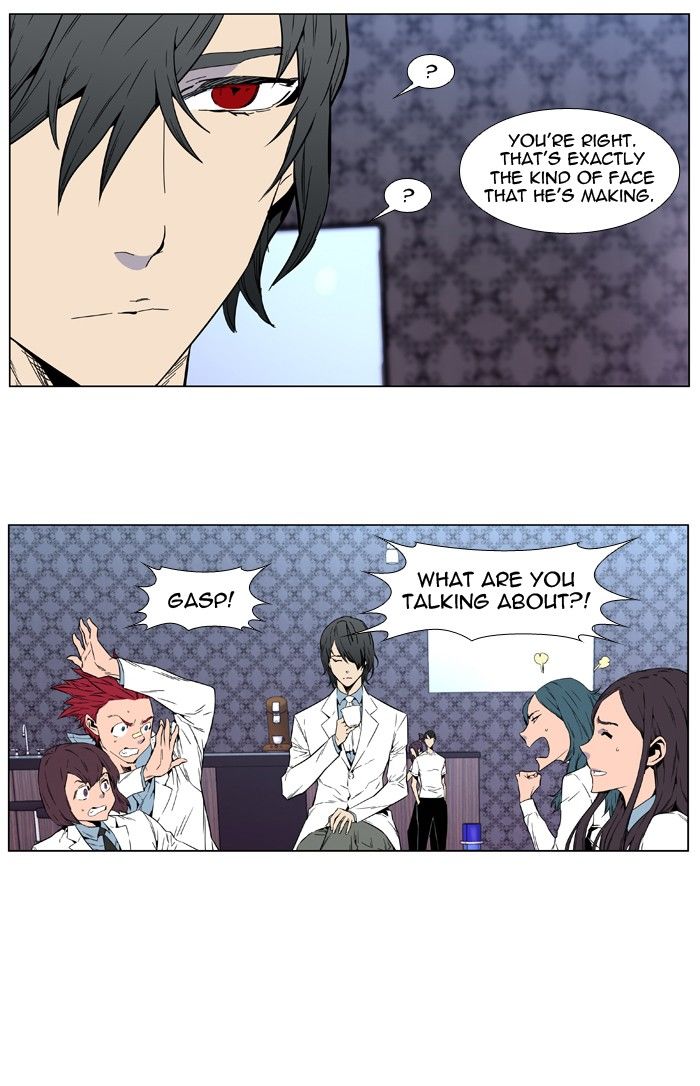 ?
YOU'RE RIGHT.
THAT'S EXACTLY
THE KIND OF FACE
THAT HE'S MAKING.
?
GASP!
WHAT ARE YOU
TALKING ABOUT?!